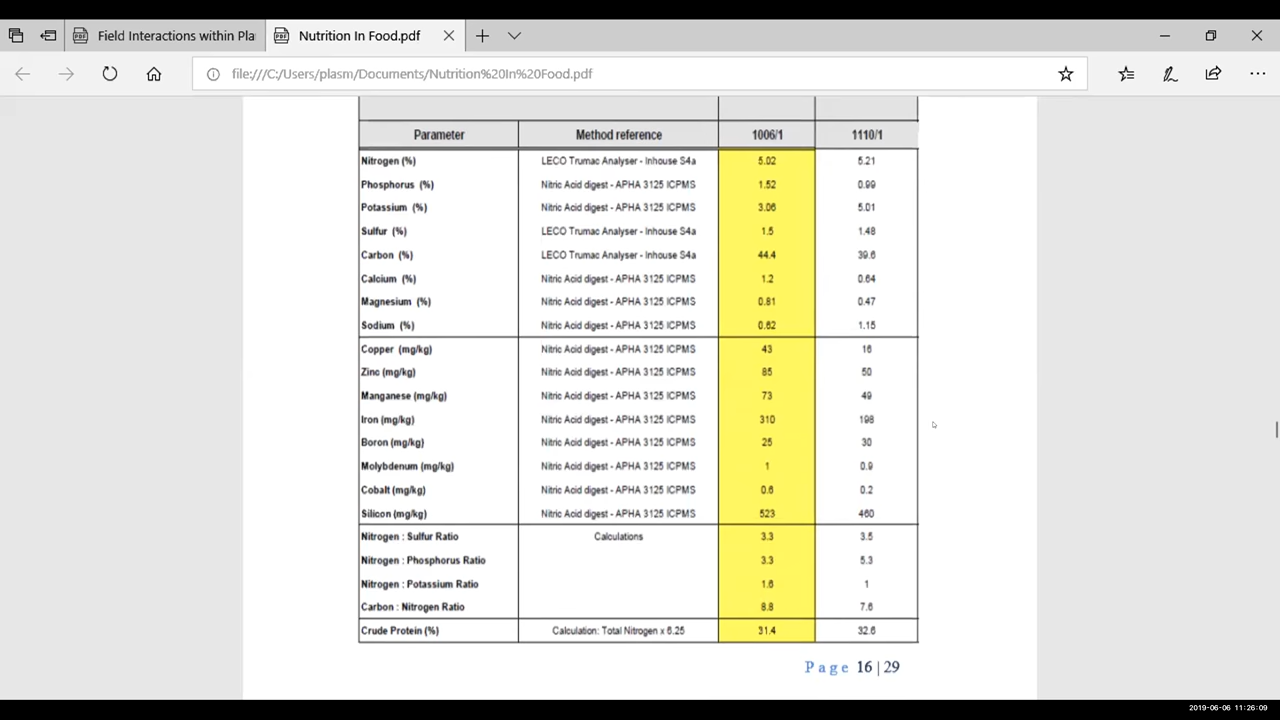 Field Interactions within Pla
Nutrition In Food.pdf
file:///C:/Users/plasm/Documents/Nutrition%20In%20Food.pdf
Parameter Method reference 1006/1 1110/1
Nitrogen (%) LECO Trumac Analyser - Inhouse S4a 5.02 5.21
Phosphorus (%) Nitric Acid digest - APHA 3125 ICPMS 1.52 0.99
Potassium (%) Nitric Acid digest - APHA 3125 ICPMS 3.06 5.01
Sulfur (%) LECO Trumac Analyser - Inhouse S4a 1.5 1.48
Carbon (%) LECO Trumac Analyser - Inhouse S4a 44.4 39.6
Calcium (%) Nitric Acid digest - APHA 3125 ICPMS 1.2 0.64
Magnesium (%) Nitric Acid digest - APHA 3125 ICPMS 0.81 0.47
Sodium (%) Nitric Acid digest - APHA 3125 ICPMS 0.62 1.15
Copper (mg/kg) Nitric Acid digest - APHA 3125 ICPMS 43 16
Zinc (mg/kg) Nitric Acid digest - APHA 3125 ICPMS 85 50
Manganese (mg/kg) Nitric Acid digest - APHA 3125 ICPMS 73 49
Iron (mg/kg) Nitric Acid digest - APHA 3125 ICPMS 310 198
Boron (mg/kg) Nitric Acid digest - APHA 3125 ICPMS 25 30
Molybdenum (mg/kg) Nitric Acid digest - APHA 3125 ICPMS 1 0.9
Cobalt (mg/kg) Nitric Acid digest - APHA 3125 ICPMS 0.6 0.2
Silicon (mg/kg) Nitric Acid digest - APHA 3125 ICPMS 523 460
Nitrogen : Sulfur Ratio Calculations 3.3 3.5
Nitrogen : Phosphorus Ratio 3.3 5.3
Nitrogen : Potassium Ratio 1.6 1
Carbon : Nitrogen Ratio 8.8 7.6
Crude Protein (%) Calculation: Total Nitrogen x 6.25 31.4 32.6
Page 16 | 29
2019-06-06 11:26:09